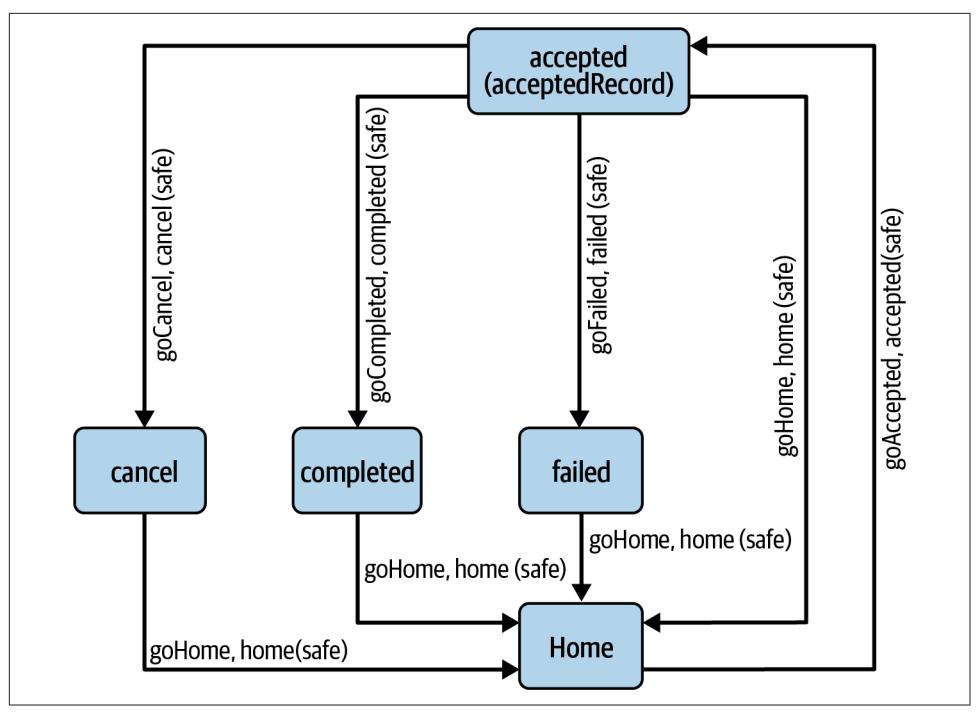 accepted
(acceptedRecord)
goCancel, cancel (safe)
goCompleted, completed (safe)
goFailed, failed (safe)
goHome, home (safe)
goAccepted, accepted(safe)
cancel
completed
failed
goHome, home (safe)
goHome, home (safe)
goHome, home(safe)
Home